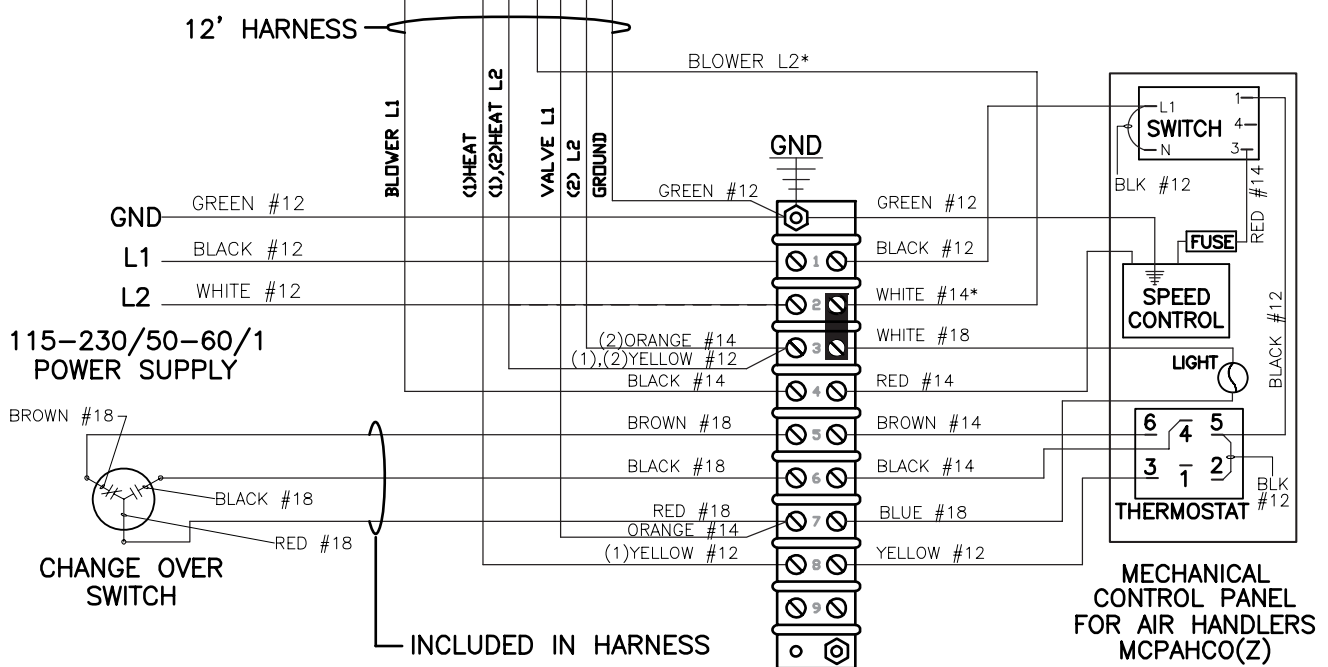 12' HARNESS
BLOWER L2*
BLOWER L1
(1)HEAT
(1),(2)HEAT L2
VALVE L1
(2) L2
GROUND
GND
L1
SWITCH
N
1
4
3
BLK #12
RED #14
GREEN #12
GND
GREEN #12
GREEN #12
L1
BLACK #12
1
BLACK #12
FUSE
L2
WHITE #12
2
WHITE #14*
SPEED
CONTROL
115-230/50-60/1
POWER SUPPLY
(2)ORANGE #14
(1),(2)YELLOW #12
3
WHITE #18
LIGHT
BLACK #12
BLACK #14
4
RED #14
BROWN #18
BROWN #18
5
BROWN #14
6
4
5
3
1
2
BLK
#12
THERMOSTAT
BLACK #18
6
BLACK #14
BLACK #18
RED #18
RED #18
ORANGE #14
7
BLUE #18
(1)YELLOW #12
8
YELLOW #12
CHANGE OVER
SWITCH
9
MECHANICAL
CONTROL PANEL
FOR AIR HANDLERS
MCPAHCO(Z)
INCLUDED IN HARNESS